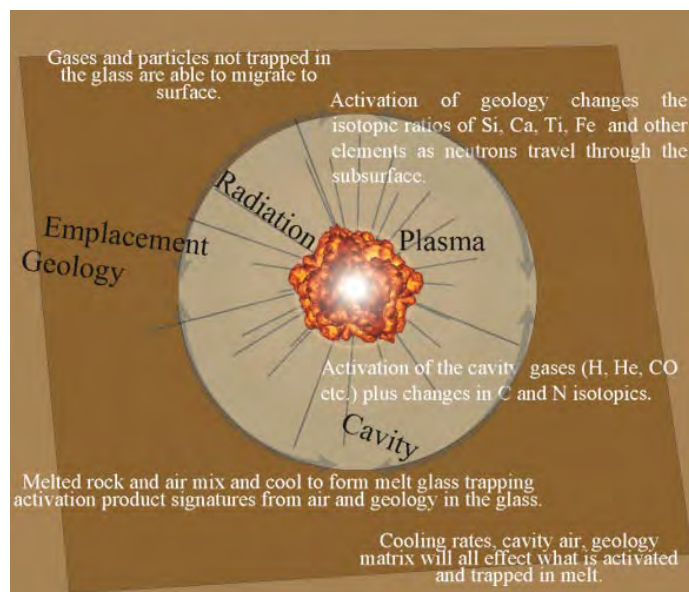 Gases and particles not trapped in
the glass are able to migrate to
surface.
Activation of geology changes the
isotopic ratios of Si, Ca, Ti, Fe and other
elements as neutrons travel through the
subsurface.
Radiation
Plasma
Emplacement
Geology
Activation of the cavity gases (H, He, CO
etc.) plus changes in C and N isotopics.
Cavity
Melted rock and air mix and cool to form melt glass trapping
activation product signatures from air and geology in the glass.
Cooling rates, cavity air, geology
matrix will all effect what is activated
and trapped in melt.